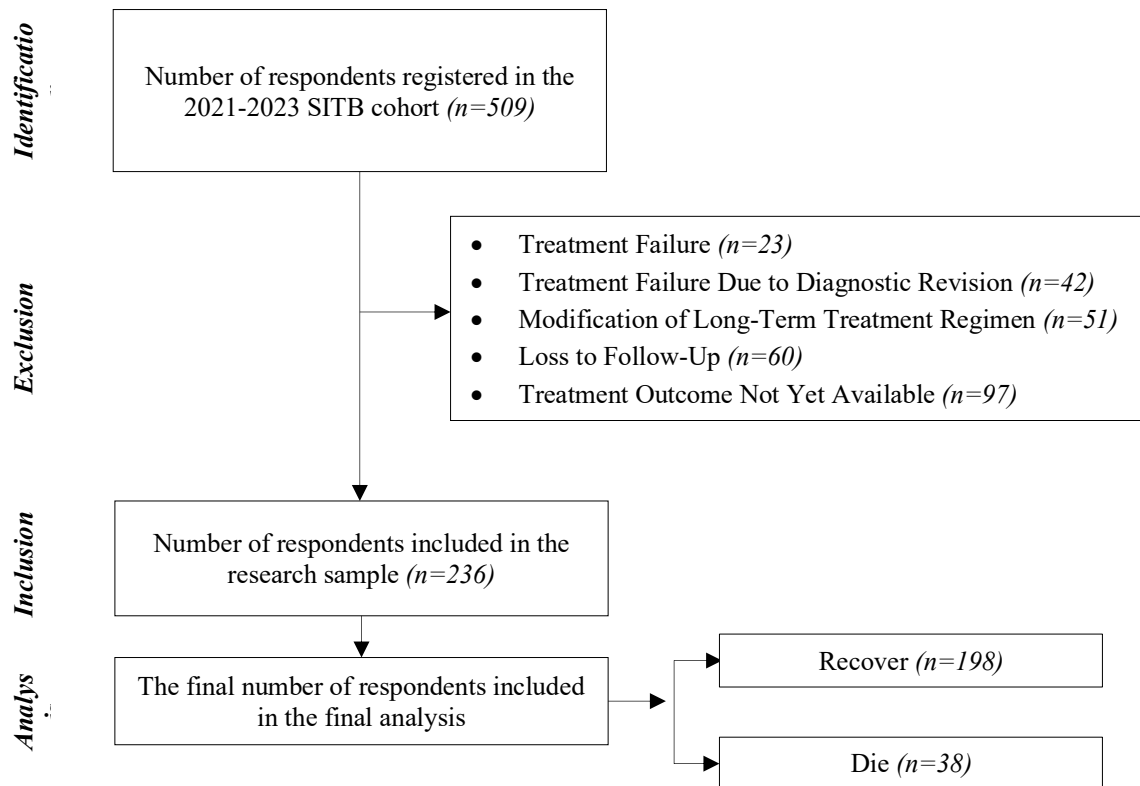 Identificatio
Number of respondents registered in the
2021-2023 SITB cohort (n=509)
Exclusion
• Treatment Failure (n=23)
• Treatment Failure Due to Diagnostic Revision (n=42)
• Modification of Long-Term Treatment Regimen (n=51)
• Loss to Follow-Up (n=60)
• Treatment Outcome Not Yet Available (n=97)
Inclusion
Number of respondents included in the
research sample (n=236)
Analys
The final number of respondents included
in the final analysis
Recover (n=198)
Die (n=38)